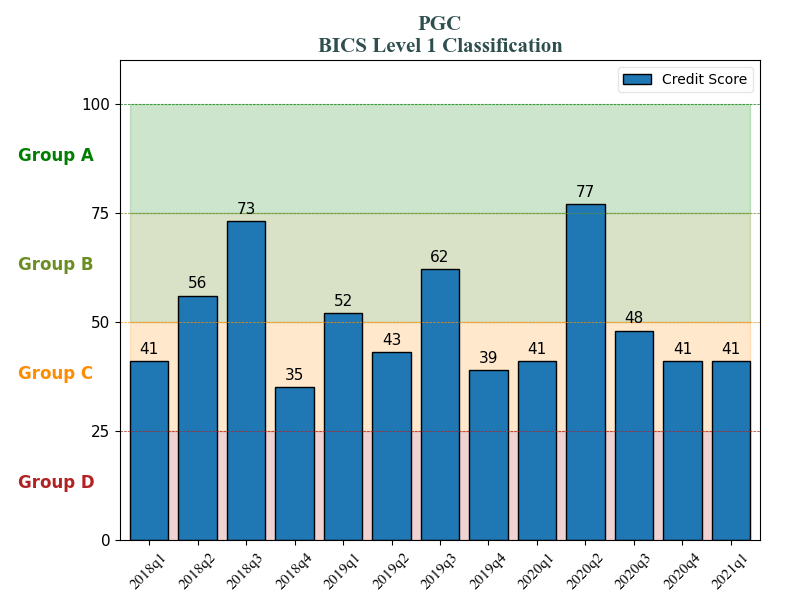 PGC
BICS Level 1 Classification
Credit Score
100
Group A
77
75
73
Group B
62
56
52
50
48
43
41
41
41
41
39
Group C
35
25
Group D
0
2018q1
2018q2
2018q3
2018q4
2019q1
2019q2
2019q3
2019q4
2020q1
2020q2
2020q3
2020q4
2021q1